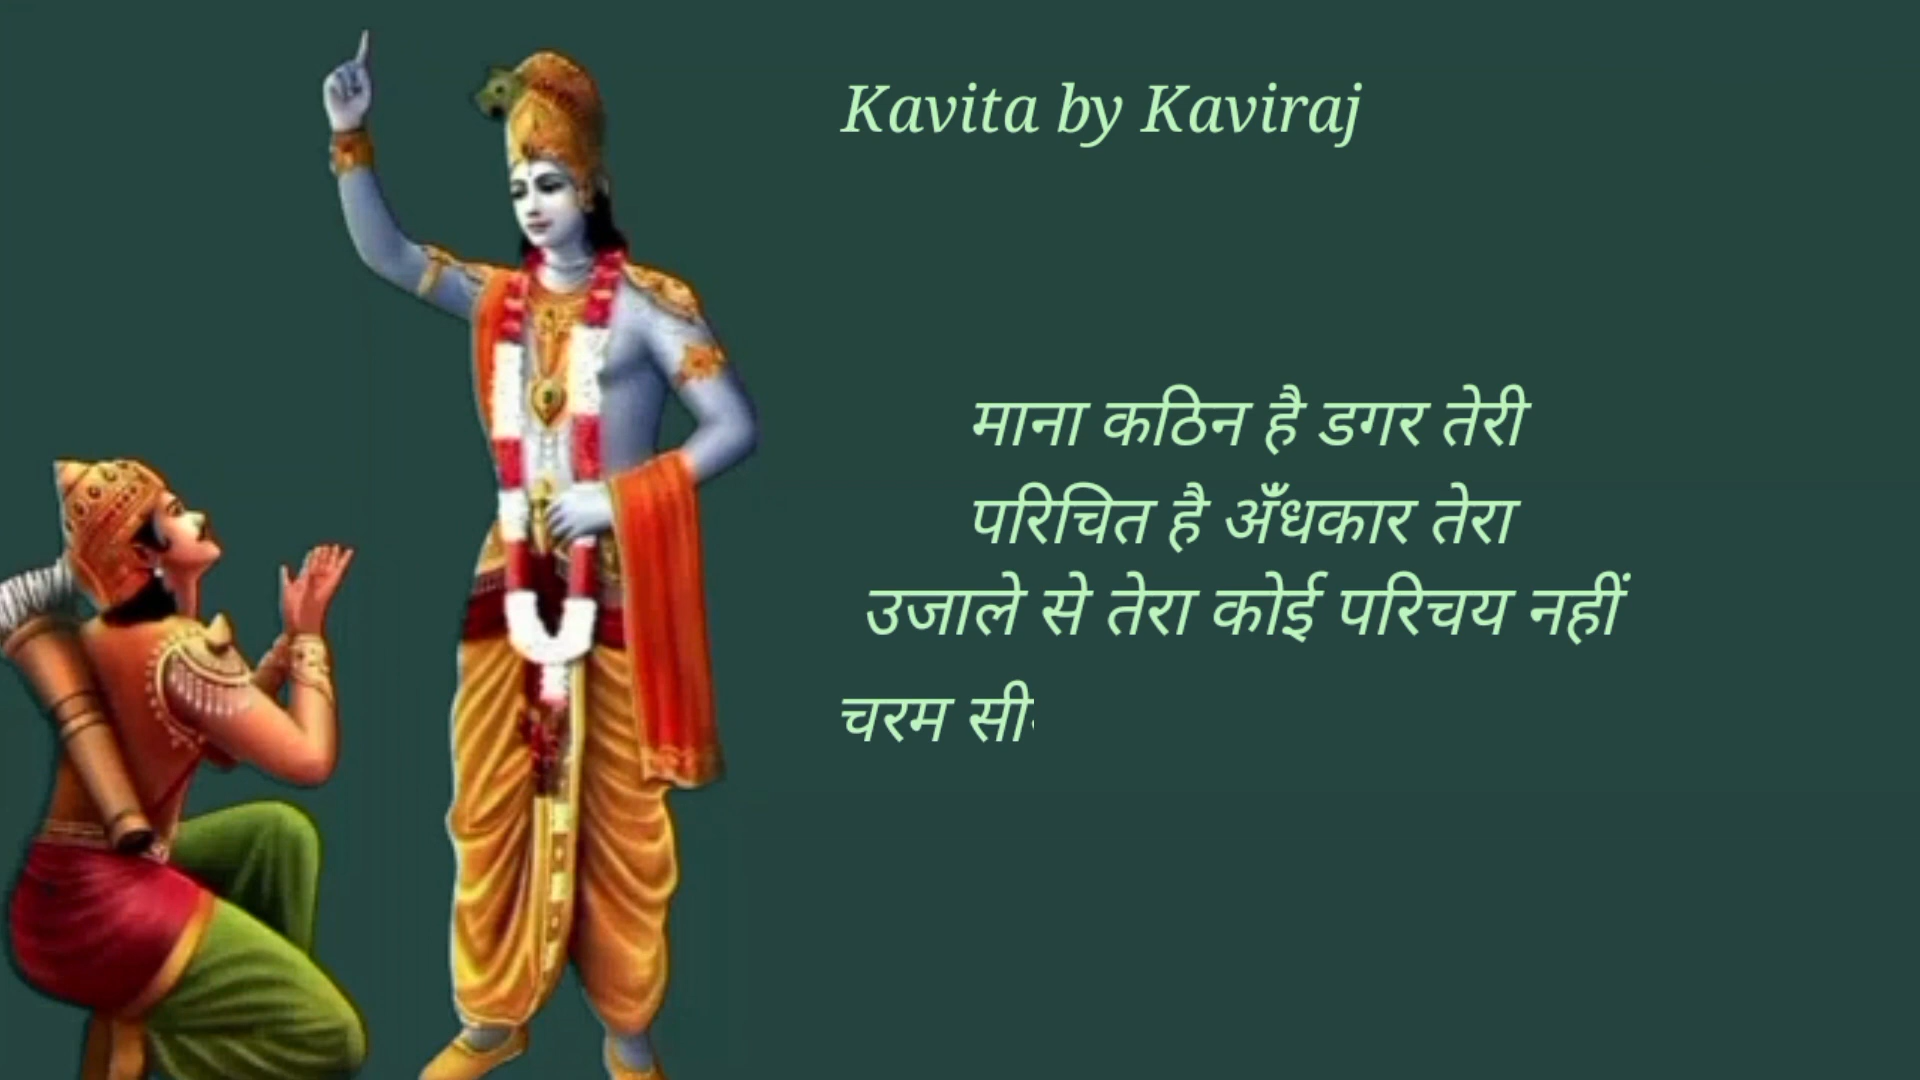 Kavita by Kaviraj
माना कठिन है डगर तेरी
परिचित है अँधकार तेरा
उजाले से तेरा कोई परिचय नहीं
चरम